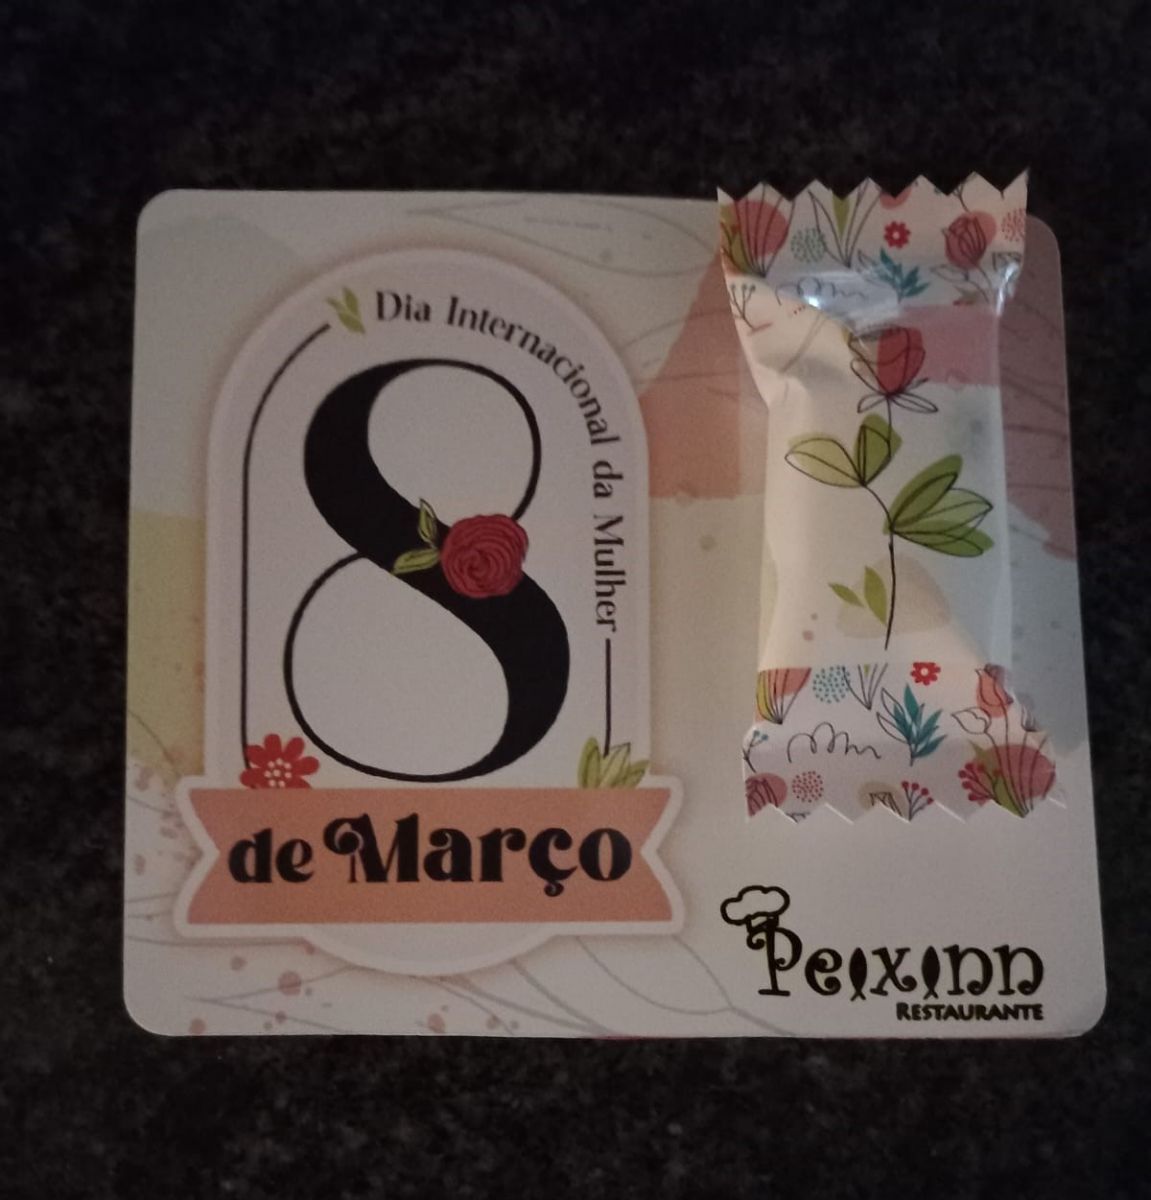 Dia Internacional da Mulher
8
de Março
Peixinn
RESTAURANTE